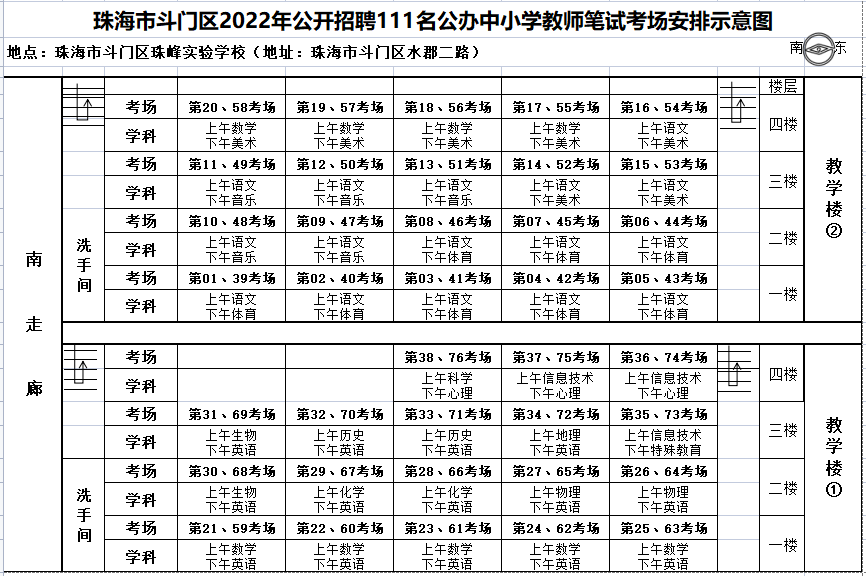 珠海市斗门区2022年公开招聘111名公办中小学教师笔试考场安排示意图
地点：珠海市斗门区珠峰实验学校（地址：珠海市斗门区水郡二路）
南 东
楼层
考场 第20、58考场 第19、57考场 第18、56考场 第17、55考场 第16、54考场
四楼
学科 上午数学 上午数学 上午数学 上午数学 上午语文
下午美术 下午美术 下午美术 下午美术 下午美术
考场 第11、49考场 第12、50考场 第13、51考场 第14、52考场 第15、53考场
三楼
学科 上午语文 上午语文 上午语文 上午语文 上午语文
下午音乐 下午音乐 下午音乐 下午美术 下午美术
考场 第10、48考场 第09、47考场 第08、46考场 第07、45考场 第06、44考场
二楼
学科 上午语文 上午语文 上午语文 上午语文 上午语文
下午音乐 下午音乐 下午体育 下午体育 下午体育
考场 第01、39考场 第02、40考场 第03、41考场 第04、42考场 第05、43考场
一楼
学科 上午语文 上午语文 上午语文 上午语文 上午语文
下午体育 下午体育 下午体育 下午体育 下午体育
洗手间
教学楼②
南走廊
考场 第38、76考场 第37、75考场 第36、74考场
四楼
学科 上午科学 上午信息技术 上午信息技术
下午心理 下午心理 下午心理
考场 第31、69考场 第32、70考场 第33、71考场 第34、72考场 第35、73考场
三楼
学科 上午生物 上午历史 上午历史 上午地理 上午信息技术
下午英语 下午英语 下午英语 下午英语 下午特殊教育
考场 第30、68考场 第29、67考场 第28、66考场 第27、65考场 第26、64考场
二楼
学科 上午生物 上午化学 上午化学 上午物理 上午物理
下午英语 下午英语 下午英语 下午英语 下午英语
考场 第21、59考场 第22、60考场 第23、61考场 第24、62考场 第25、63考场
一楼
学科 上午数学 上午数学 上午数学 上午数学 上午数学
下午英语 下午英语 下午英语 下午英语 下午英语
洗手间
教学楼①